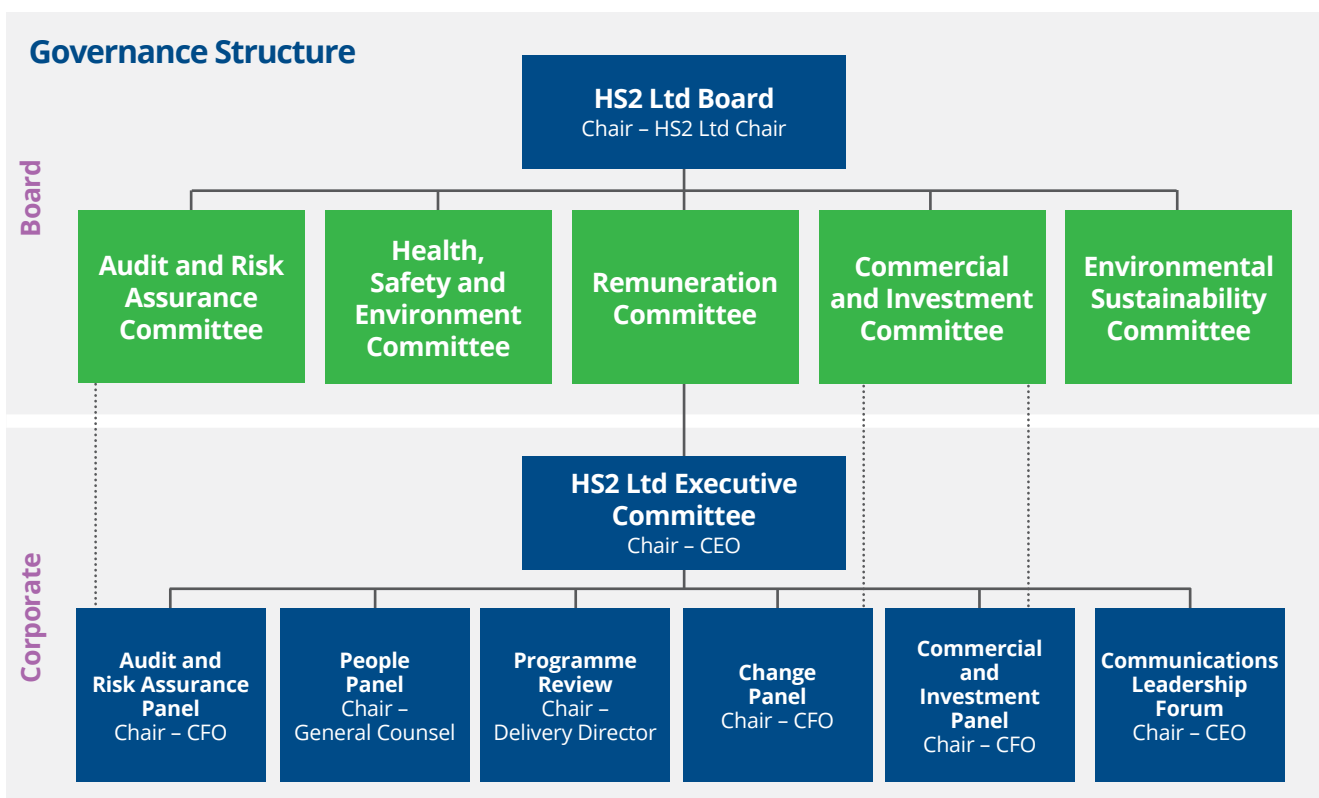 Governance Structure
HS2 Ltd Board
Chair – HS2 Ltd Chair
Board
Audit and Risk
Assurance
Committee
Health,
Safety and
Environment
Committee
Remuneration
Committee
Commercial
and Investment
Committee
Environmental
Sustainability
Committee
HS2 Ltd Executive
Committee
Chair – CEO
Corporate
Audit and
Risk Assurance
Panel
Chair – CFO
People
Panel
Chair –
General Counsel
Programme
Review
Chair –
Delivery Director
Change
Panel
Chair – CFO
Commercial
and
Investment
Panel
Chair – CFO
Communications
Leadership
Forum
Chair – CEO